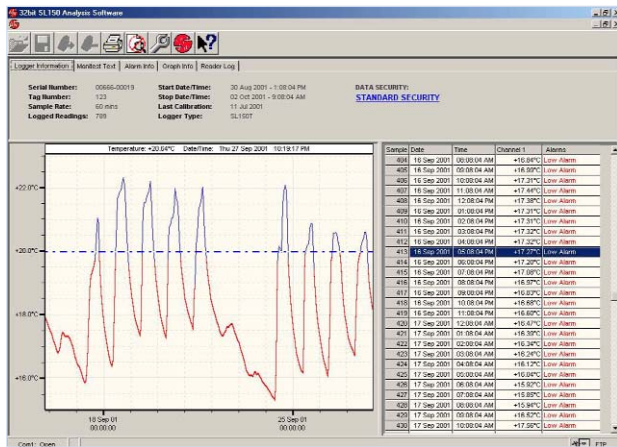 32bit SL150 Analysis Software
Logger Information Manifest Text Alarm Info Graph Info Reader Log
Serial Number: 00666-00019 Start Date/Time: 30 Aug 2001 - 1:08:04 PM DATA SECURITY:
Tag Number: 123 Stop Date/Time: 02 Oct 2001 - 9:08:04 AM STANDARD SECURITY
Sample Rate: 60 mins Last Calibration: 11 Jul 2001
Logged Readings: 789 Logger Type: SL150T
Temperature: +20.64°C Date/Time: Thu 27 Sep 2001 @10:19:17 PM
+22.0°C
+20.0°C
+18.0°C
+16.0°C
18 Sep 01 25 Sep 01
00:00:00 00:00:00
Sample Date Time Channel 1 Alarms
404 16 Sep 2001 08:08:04 AM +16.84°C Low Alarm
405 16 Sep 2001 09:08:04 AM +16.99°C Low Alarm
406 16 Sep 2001 10:08:04 AM +17.31°C Low Alarm
407 16 Sep 2001 11:08:04 AM +17.44°C Low Alarm
408 16 Sep 2001 12:08:04 PM +17.38°C Low Alarm
409 16 Sep 2001 01:08:04 PM +17.31°C Low Alarm
410 16 Sep 2001 02:08:04 PM +17.31°C Low Alarm
411 16 Sep 2001 03:08:04 PM +17.32°C Low Alarm
412 16 Sep 2001 04:08:04 PM +17.32°C Low Alarm
413 16 Sep 2001 05:08:04 PM +17.27°C Low Alarm
414 16 Sep 2001 06:08:04 PM +17.20°C Low Alarm
415 16 Sep 2001 07:08:04 PM +17.08°C Low Alarm
416 16 Sep 2001 08:08:04 PM +16.97°C Low Alarm
417 16 Sep 2001 09:08:04 PM +16.83°C Low Alarm
418 16 Sep 2001 10:08:04 PM +16.68°C Low Alarm
419 16 Sep 2001 11:08:04 PM +16.60°C Low Alarm
420 17 Sep 2001 12:08:04 AM +16.47°C Low Alarm
421 17 Sep 2001 01:08:04 AM +16.39°C Low Alarm
422 17 Sep 2001 02:08:04 AM +16.34°C Low Alarm
423 17 Sep 2001 03:08:04 AM +16.24°C Low Alarm
424 17 Sep 2001 04:08:04 AM +16.12°C Low Alarm
425 17 Sep 2001 05:08:04 AM +16.04°C Low Alarm
426 17 Sep 2001 06:08:04 AM +15.92°C Low Alarm
427 17 Sep 2001 07:08:04 AM +15.85°C Low Alarm
428 17 Sep 2001 08:08:04 AM +15.94°C Low Alarm
429 17 Sep 2001 09:08:04 AM +16.62°C Low Alarm
430 17 Sep 2001 10:08:04 AM +17.56°C Low Alarm
Com1: Open FTP